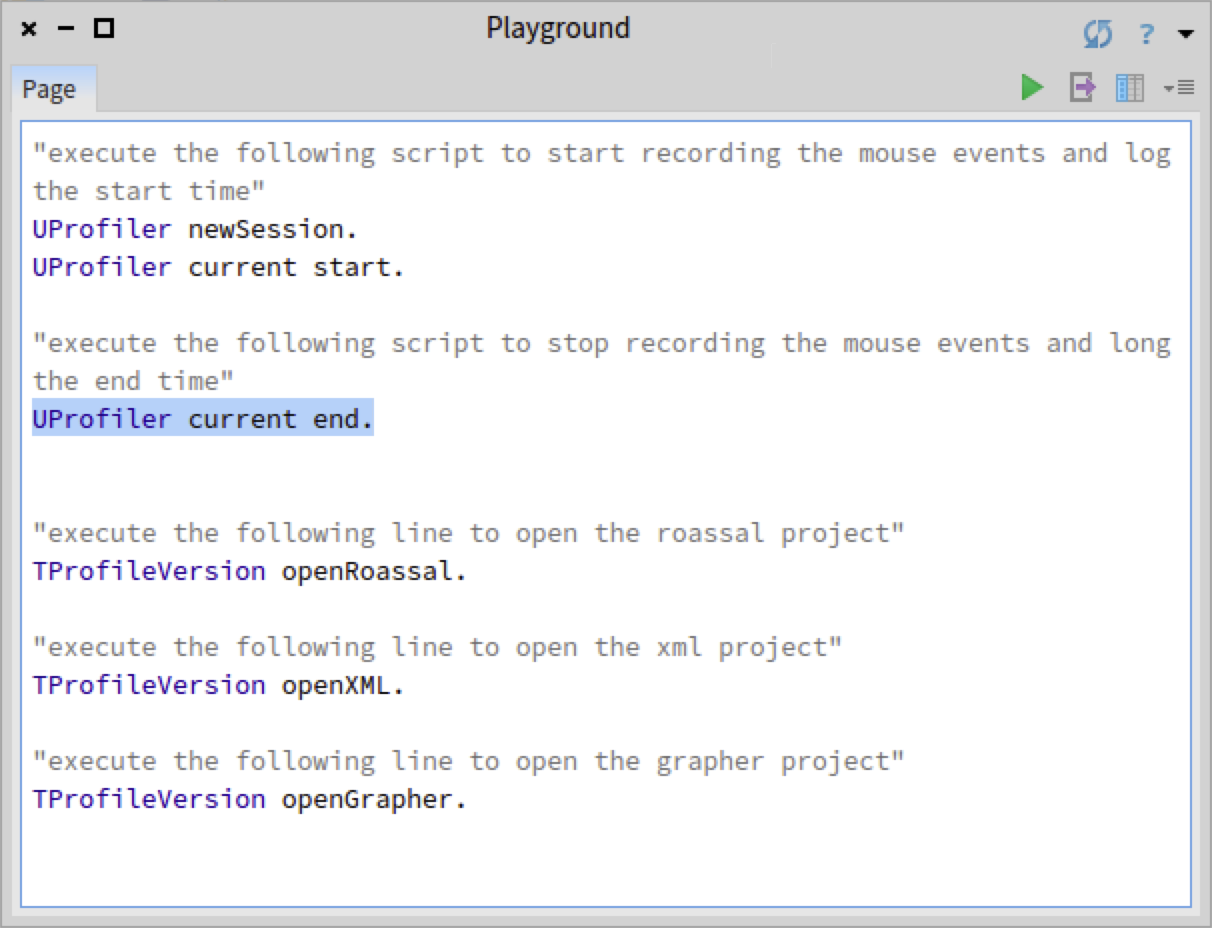 Playground
?
Page
"execute the following script to start recording the mouse events and log
the start time"
UProfiler newSession.
UProfiler current start.
"execute the following script to stop recording the mouse events and long
the end time"
UProfiler current end.
"execute the following line to open the roassal project"
TProfileVersion openRoassal.
"execute the following line to open the xml project"
TProfileVersion openXML.
"execute the following line to open the grapher project"
TProfileVersion openGrapher.